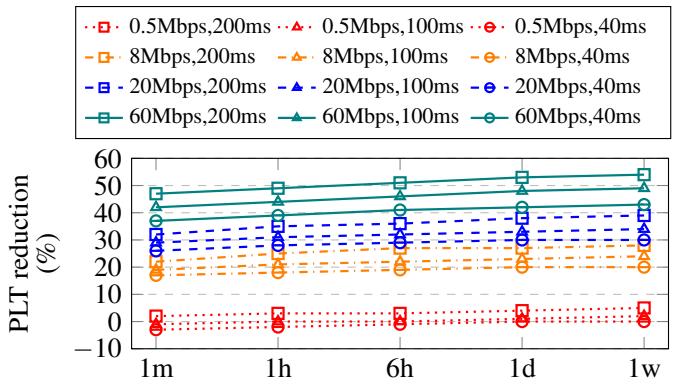 0.5Mbps,200ms 0.5Mbps,100ms 0.5Mbps,40ms
8Mbps,200ms 8Mbps,100ms 8Mbps,40ms
20Mbps,200ms 20Mbps,100ms 20Mbps,40ms
60Mbps,200ms 60Mbps,100ms 60Mbps,40ms
PLT reduction
(%)
60
50
40
30
20
10
0
−10
1m 1h 6h 1d 1w